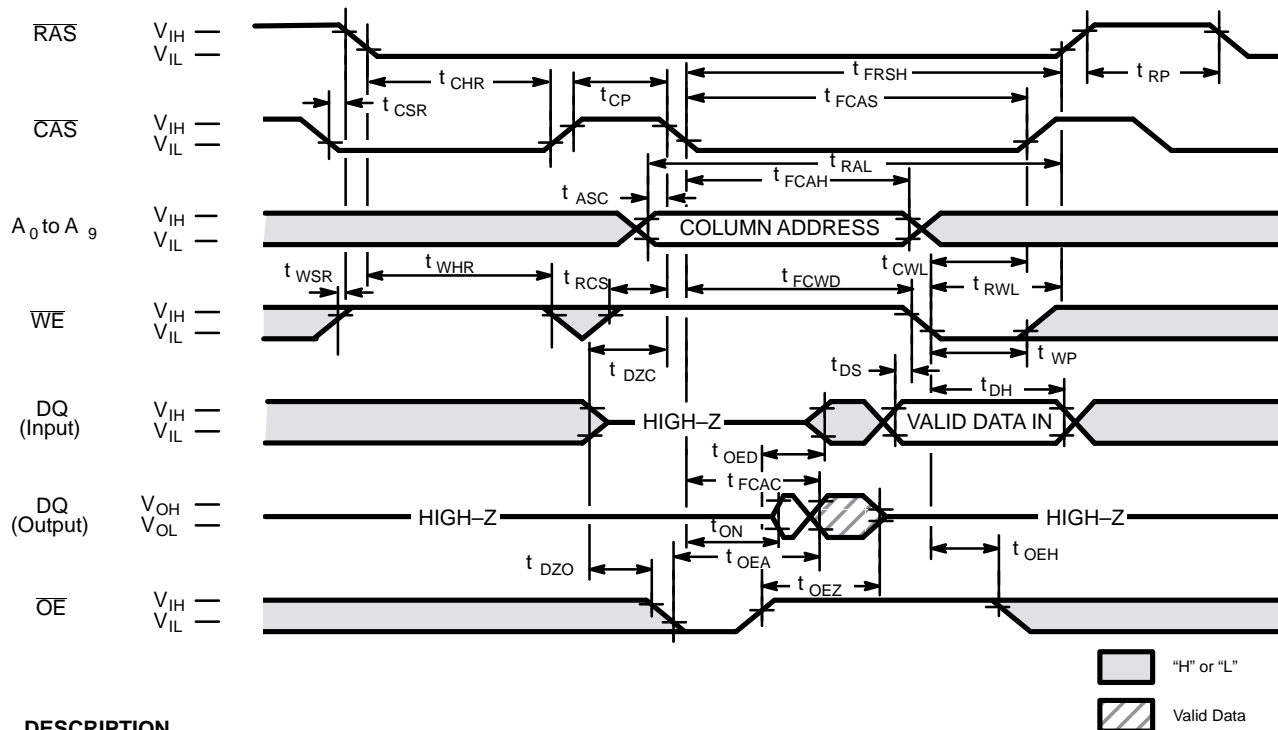 RAS VIH VIL
tCHR tCP tFRSH tRP
tCSR tFCAS
CAS VIH VIL
tRAL
tASC tFCAH
A0 to A9 VIH VIL COLUMN ADDRESS
tWSR tWHR tRCS tFCWD tCWL tRWL
WE VIH VIL
tDZC tDS tWP
tDH
DQ (Input) VIH VIL HIGH–Z VALID DATA IN
tOED
tFCAC
DQ (Output) VOH VOL HIGH–Z HIGH–Z
tON
tDZO tOEA tOEH
tOEZ
OE VIH VIL
“H” or “L”
Valid Data
DESCRIPTION